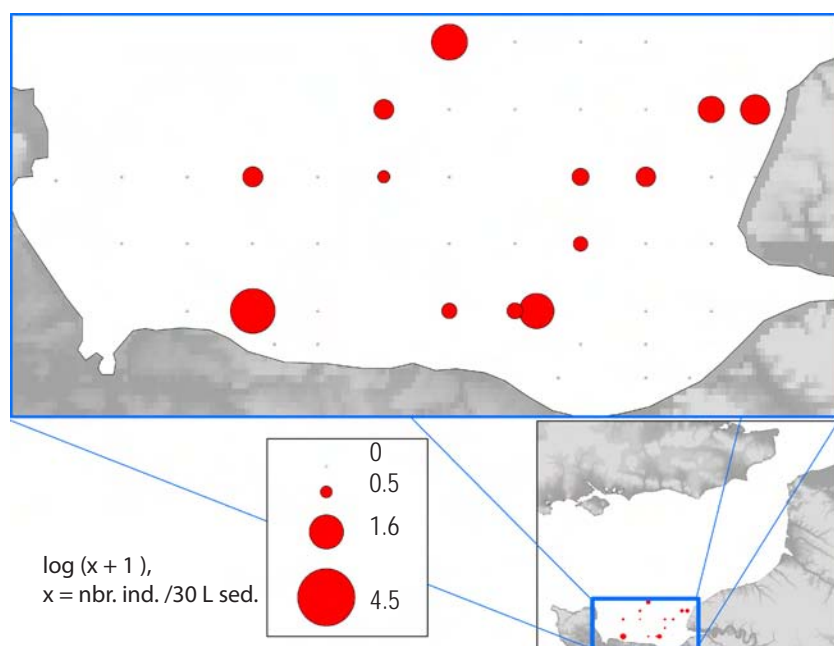 0
0.5
1.6
4.5
log (x + 1 ),
x = nbr. ind. /30 L sed.